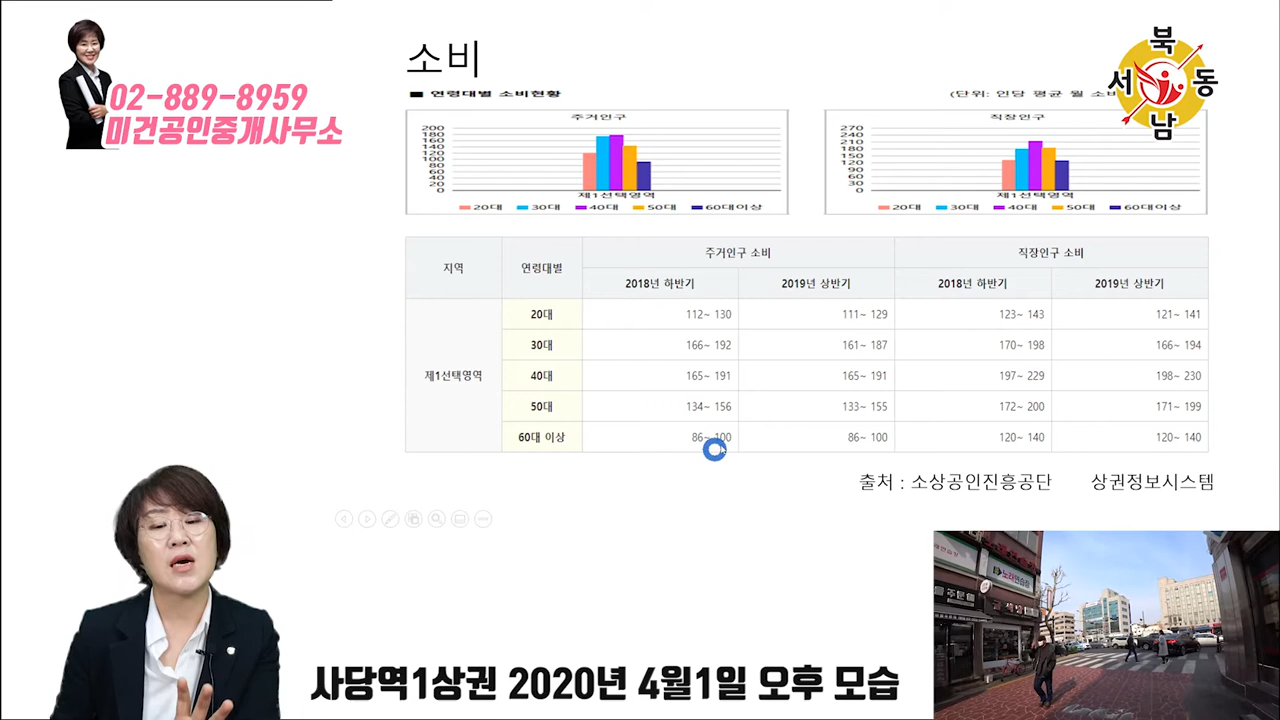 02-889-8959
미건공인중개사무소
소비
■ 연령대별 소비현황
(단위: 인당 평균 월 소비
북
서 동
남
주거인구
200
180
160
140
120
100
80
60
40
20
0
제1선택영역
20대 30대 40대 50대 60대이상
직장인구
270
240
210
180
150
120
90
60
30
0
제1선택영역
20대 30대 40대 50대 60대이상
지역 연령대별 주거인구 소비 직장인구 소비
2018년 하반기 2019년 상반기 2018년 하반기 2019년 상반기
제1선택영역
20대 112~ 130 111~ 129 123~ 143 121~ 141
30대 166~ 192 161~ 187 170~ 198 166~ 194
40대 165~ 191 165~ 191 197~ 229 198~ 230
50대 134~ 156 133~ 155 172~ 200 171~ 199
60대 이상 86~ 100 86~ 100 120~ 140 120~ 140
출처 : 소상공인진흥공단 상권정보시스템
노래연습장
사당역1상권 2020년 4월1일 오후 모습